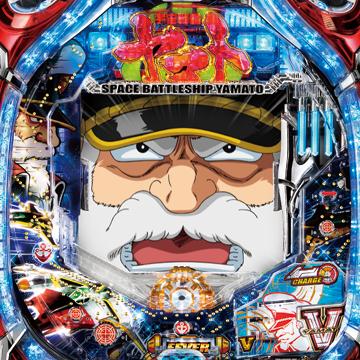 ヤマト
SPACE BATTLESHIP YAMATO
CHARGE
V
V
FEVER